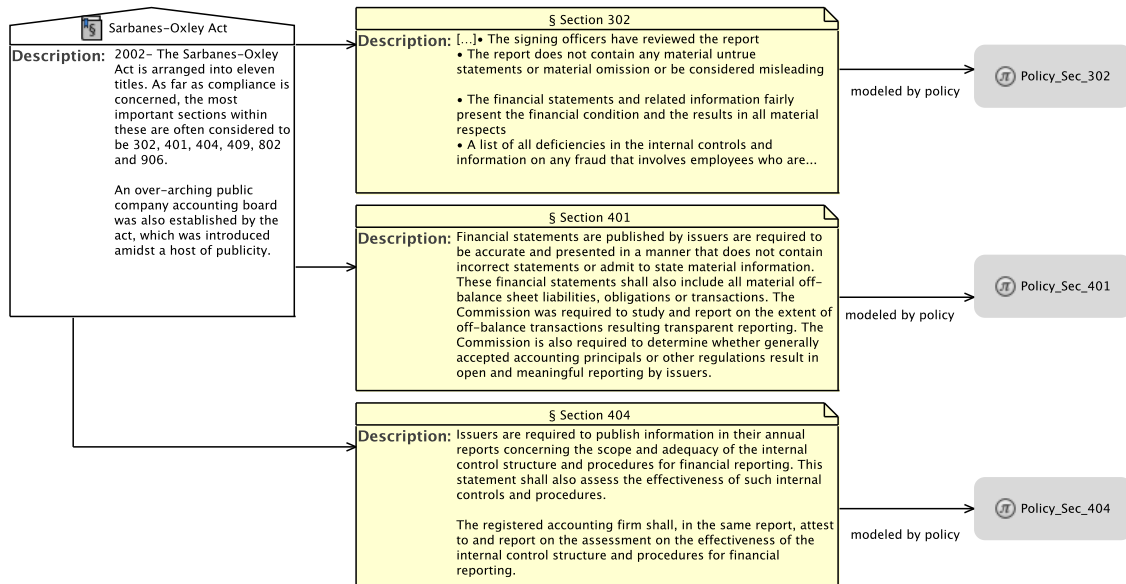 Sarbanes-Oxley Act
Description:
2002- The Sarbanes-Oxley
Act is arranged into eleven
titles. As far as compliance is
concerned, the most
important sections within
these are often considered to
be 302, 401, 404, 409, 802
and 906.
An over-arching public
company accounting board
was also established by the
act, which was introduced
amidst a host of publicity.
§ Section 302
Description:
[...]• The signing officers have reviewed the report
• The report does not contain any material untrue
statements or material omission or be considered misleading
• The financial statements and related information fairly
present the financial condition and the results in all material
respects
• A list of all deficiencies in the internal controls and
information on any fraud that involves employees who are...
modeled by policy
Policy_Sec_302
§ Section 401
Description:
Financial statements are published by issuers are required to
be accurate and presented in a manner that does not contain
incorrect statements or admit to state material information.
These financial statements shall also include all material off-
balance sheet liabilities, obligations or transactions. The
Commission was required to study and report on the extent of
off-balance transactions resulting transparent reporting. The
Commission is also required to determine whether generally
accepted accounting principals or other regulations result in
open and meaningful reporting by issuers.
modeled by policy
Policy_Sec_401
§ Section 404
Description:
Issuers are required to publish information in their annual
reports concerning the scope and adequacy of the internal
control structure and procedures for financial reporting. This
statement shall also assess the effectiveness of such internal
controls and procedures.
The registered accounting firm shall, in the same report, attest
to and report on the assessment on the effectiveness of the
internal control structure and procedures for financial
reporting.
modeled by policy
Policy_Sec_404